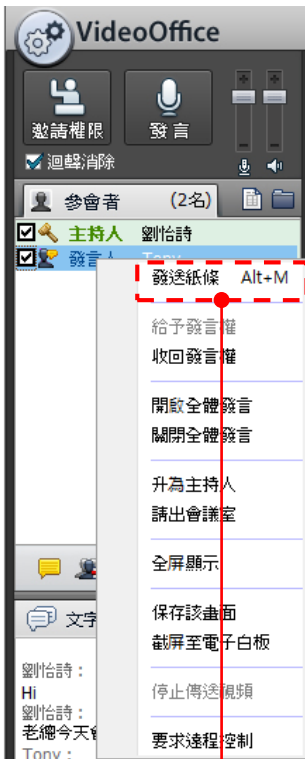 VideoOffice
邀請權限
發言
迴聲消除
參會者 (2名)
主持人 劉怡詩
發言人 Tony
發送紙條 Alt+M
給予發言權
收回發言權
開啟全體發言
關閉全體發言
升為主持人
請出會議室
全屏顯示
保存該畫面
截屏至電子白板
停止傳送視頻
要求遠程控制
文字
劉怡詩：
Hi
劉怡詩：
老總今天會
Tony：